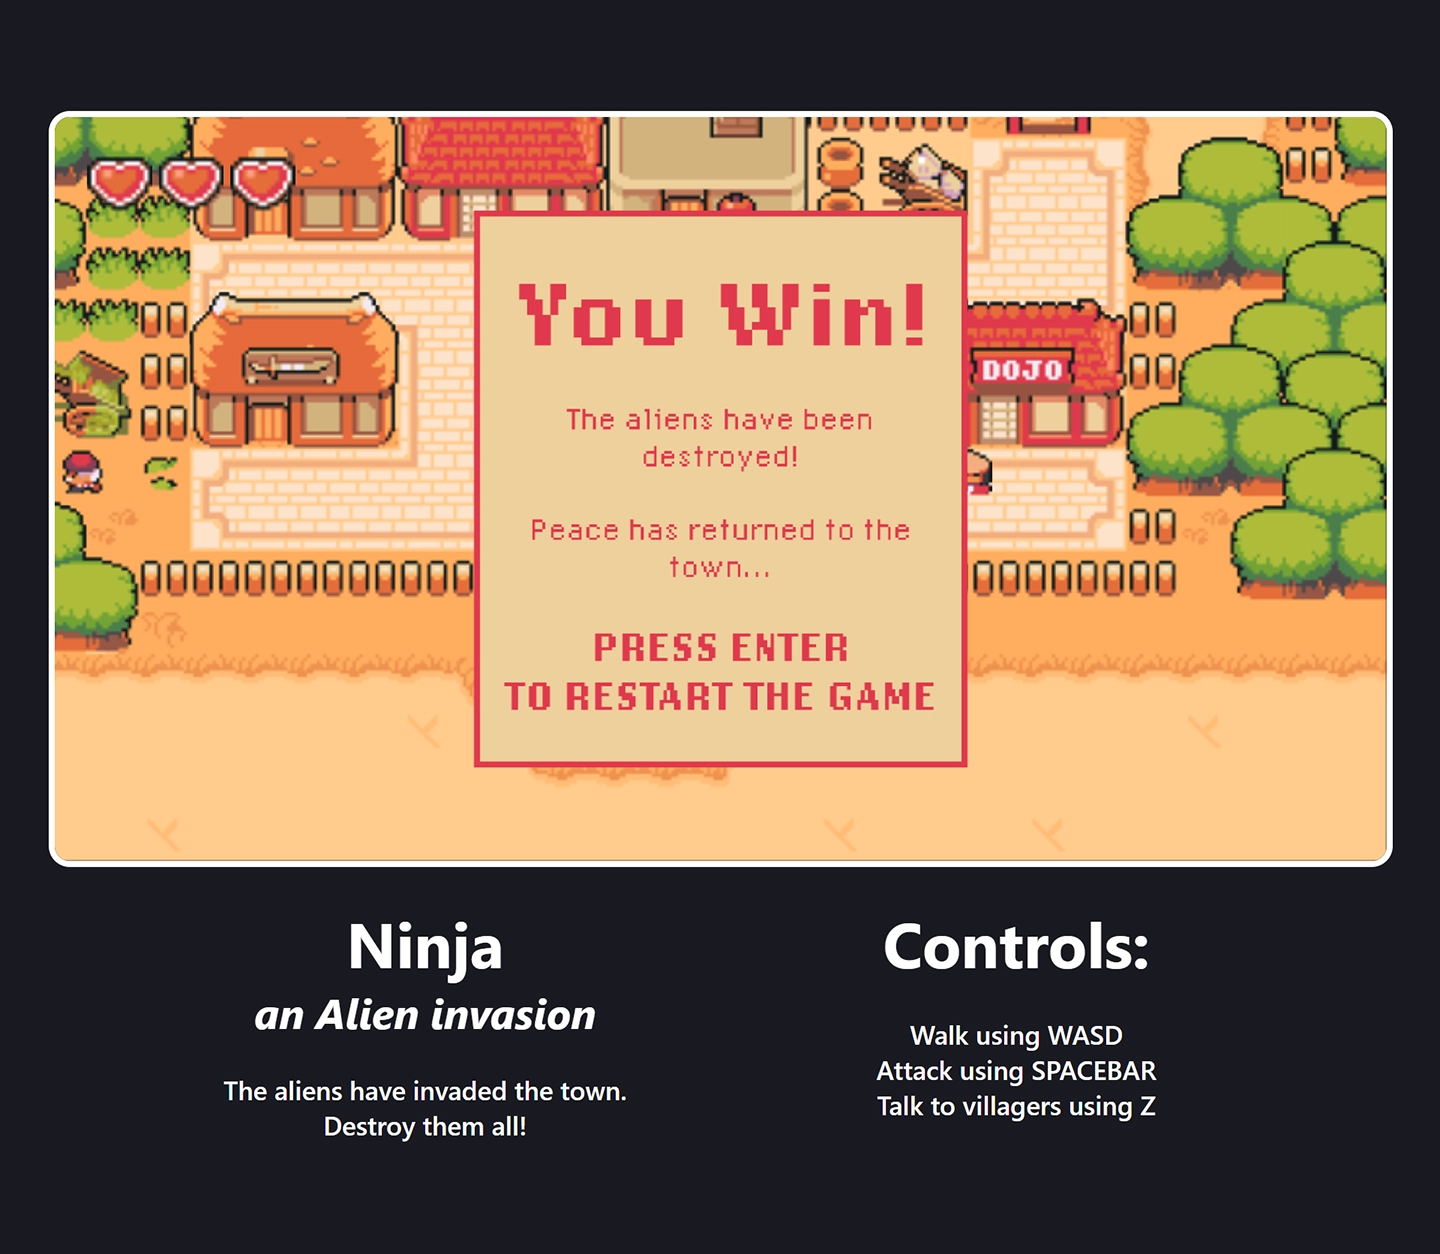 You Win!
DOJO
The aliens have been
destroyed!
Peace has returned to the
town...
PRESS ENTER
TO RESTART THE GAME
Ninja
an Alien invasion
The aliens have invaded the town.
Destroy them all!
Controls:
Walk using WASD
Attack using SPACEBAR
Talk to villagers using Z